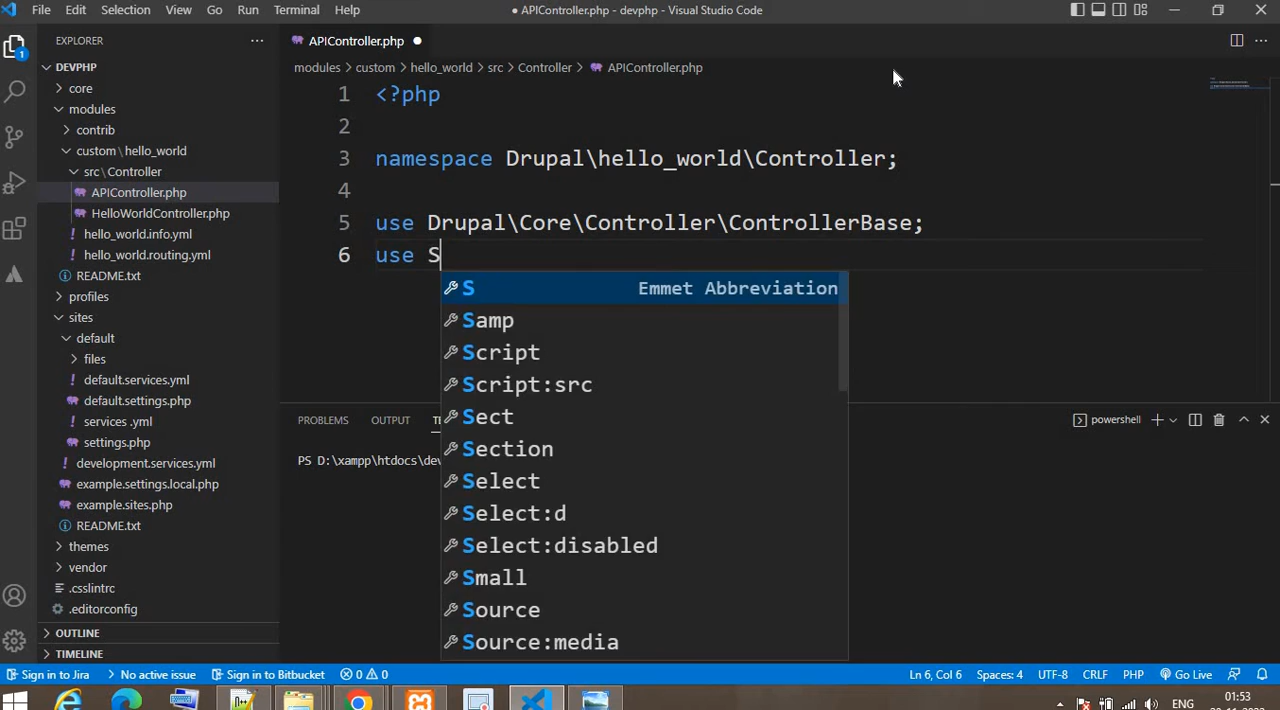 File Edit Selection View Go Run Terminal Help
● APIController.php - devphp - Visual Studio Code
EXPLORER
APIController.php
1
DEVPHP
modules > custom > hello_world > src > Controller > APIController.php
core
modules
contrib
custom \ hello_world
src \ Controller
APIController.php
HelloWorldController.php
hello_world.info.yml
hello_world.routing.yml
README.txt
profiles
sites
default
files
default.services.yml
default.settings.php
services .yml
settings.php
development.services.yml
example.settings.local.php
example.sites.php
README.txt
themes
vendor
.csslintrc
.editorconfig
OUTLINE
TIMELINE
1 <?php
2
3 namespace Drupal\hello_world\Controller;
4
5 use Drupal\Core\Controller\ControllerBase;
6 use S
S Emmet Abbreviation
Samp
Script
Script:src
Sect
Section
Select
Select:d
Select:disabled
Small
Source
Source:media
PROBLEMS OUTPUT
powershell
PS D:\xampp\htdocs\dev
Sign in to Jira No active issue Sign in to Bitbucket 0 0 Ln 6, Col 6 Spaces: 4 UTF-8 CRLF PHP Go Live
ENG
01:53